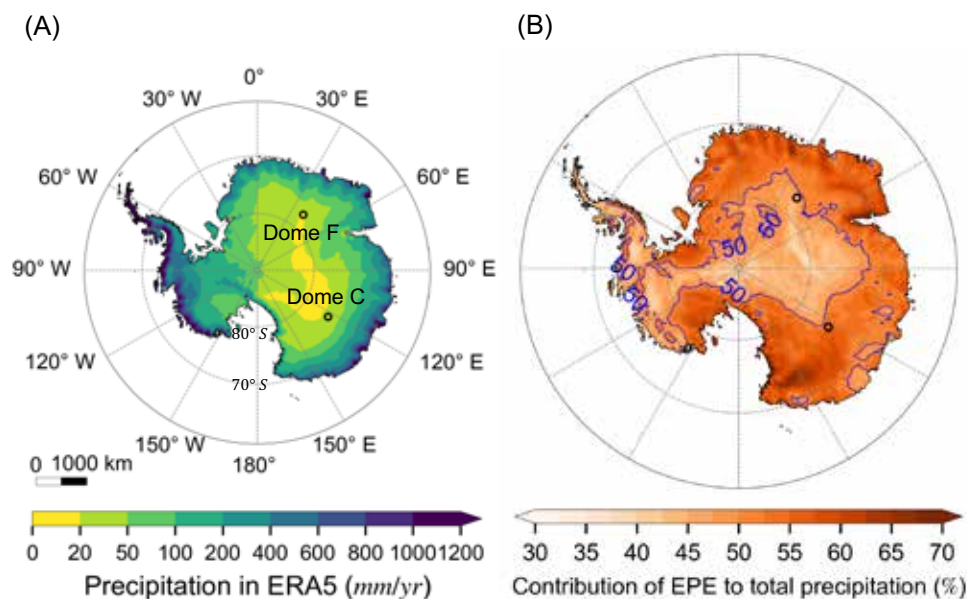 (A)
(B)
0°
30° W
30° E
60° W
60° E
Dome F
90° W
90° E
Dome C
80° S
120° W
120° E
70° S
150° W
150° E
180°
0 1000 km
0 20 50 100 200 400 600 800 1000 1200
Precipitation in ERA5 (mm/yr)
50
60
50
60
50
30 35 40 45 50 55 60 65 70
Contribution of EPE to total precipitation (%)